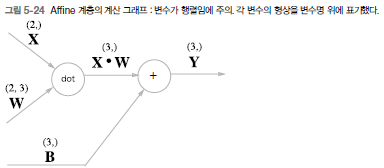 그림 5-24 Affine 계층의 계산 그래프 : 변수가 행렬임에 주의. 각 변수의 형상을 변수명 위에 표기했다.
(2,)
X
(3,)
X • W
(3,)
Y
dot
+
(2, 3)
W
(3,)
B